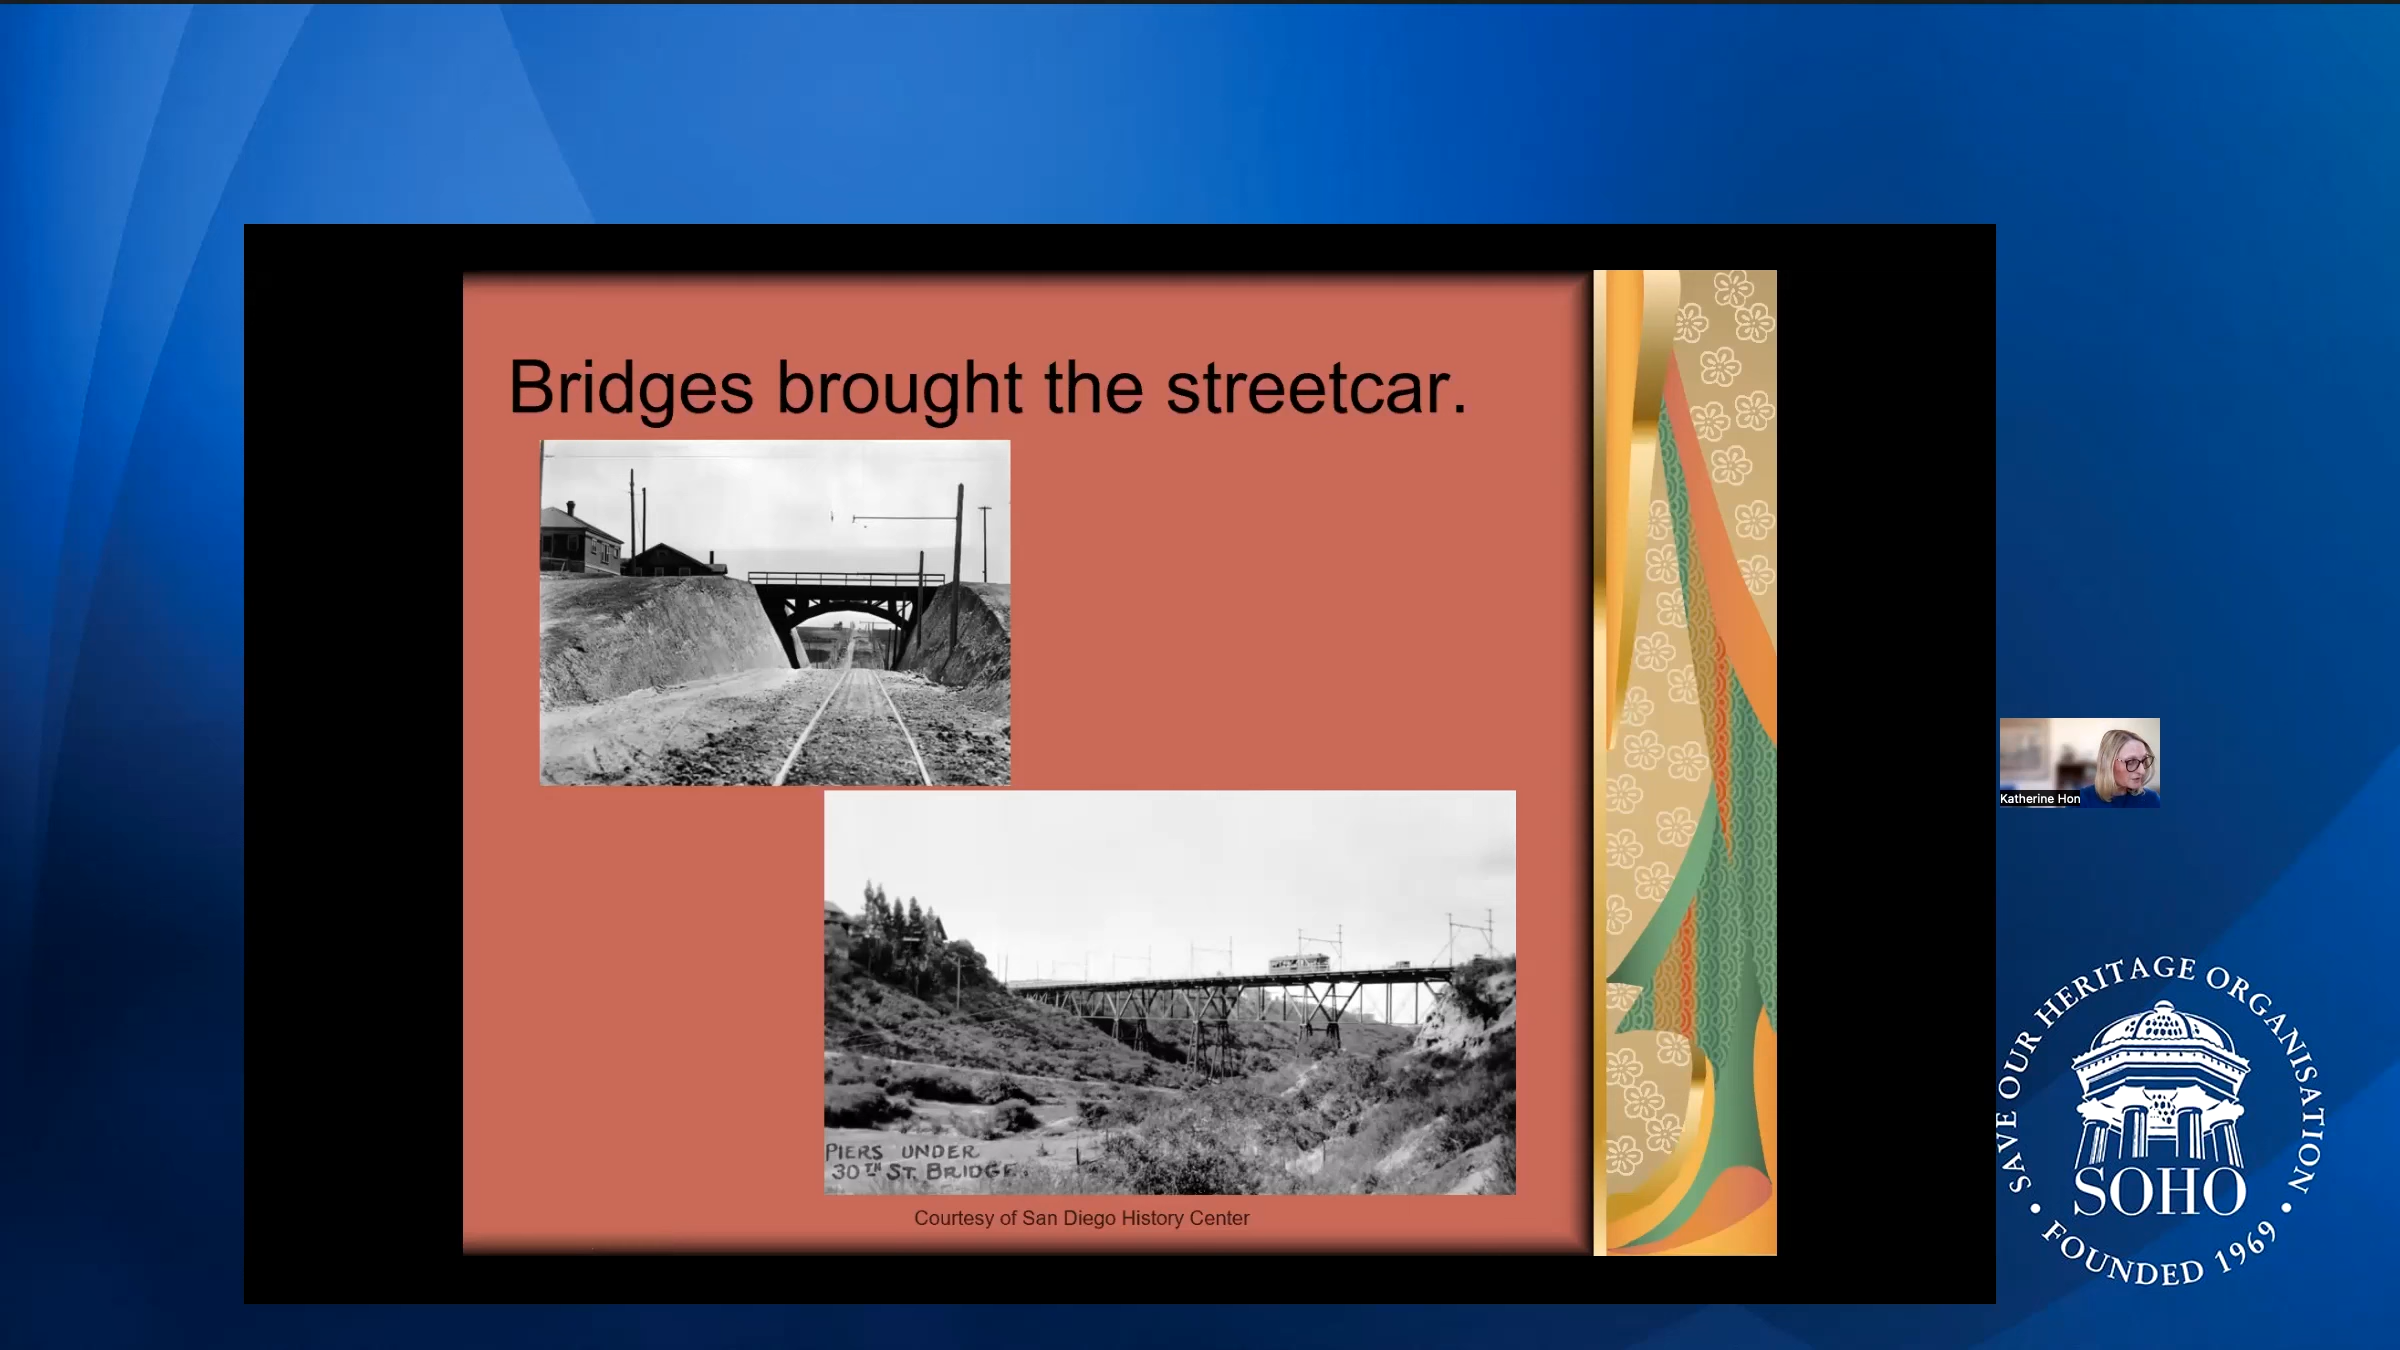 Bridges brought the streetcar.
PIERS UNDER
30TH ST. BRIDGE.
Courtesy of San Diego History Center
Katherine Hon
• SAVE OUR HERITAGE ORGANISATION •
SOHO
FOUNDED 1969